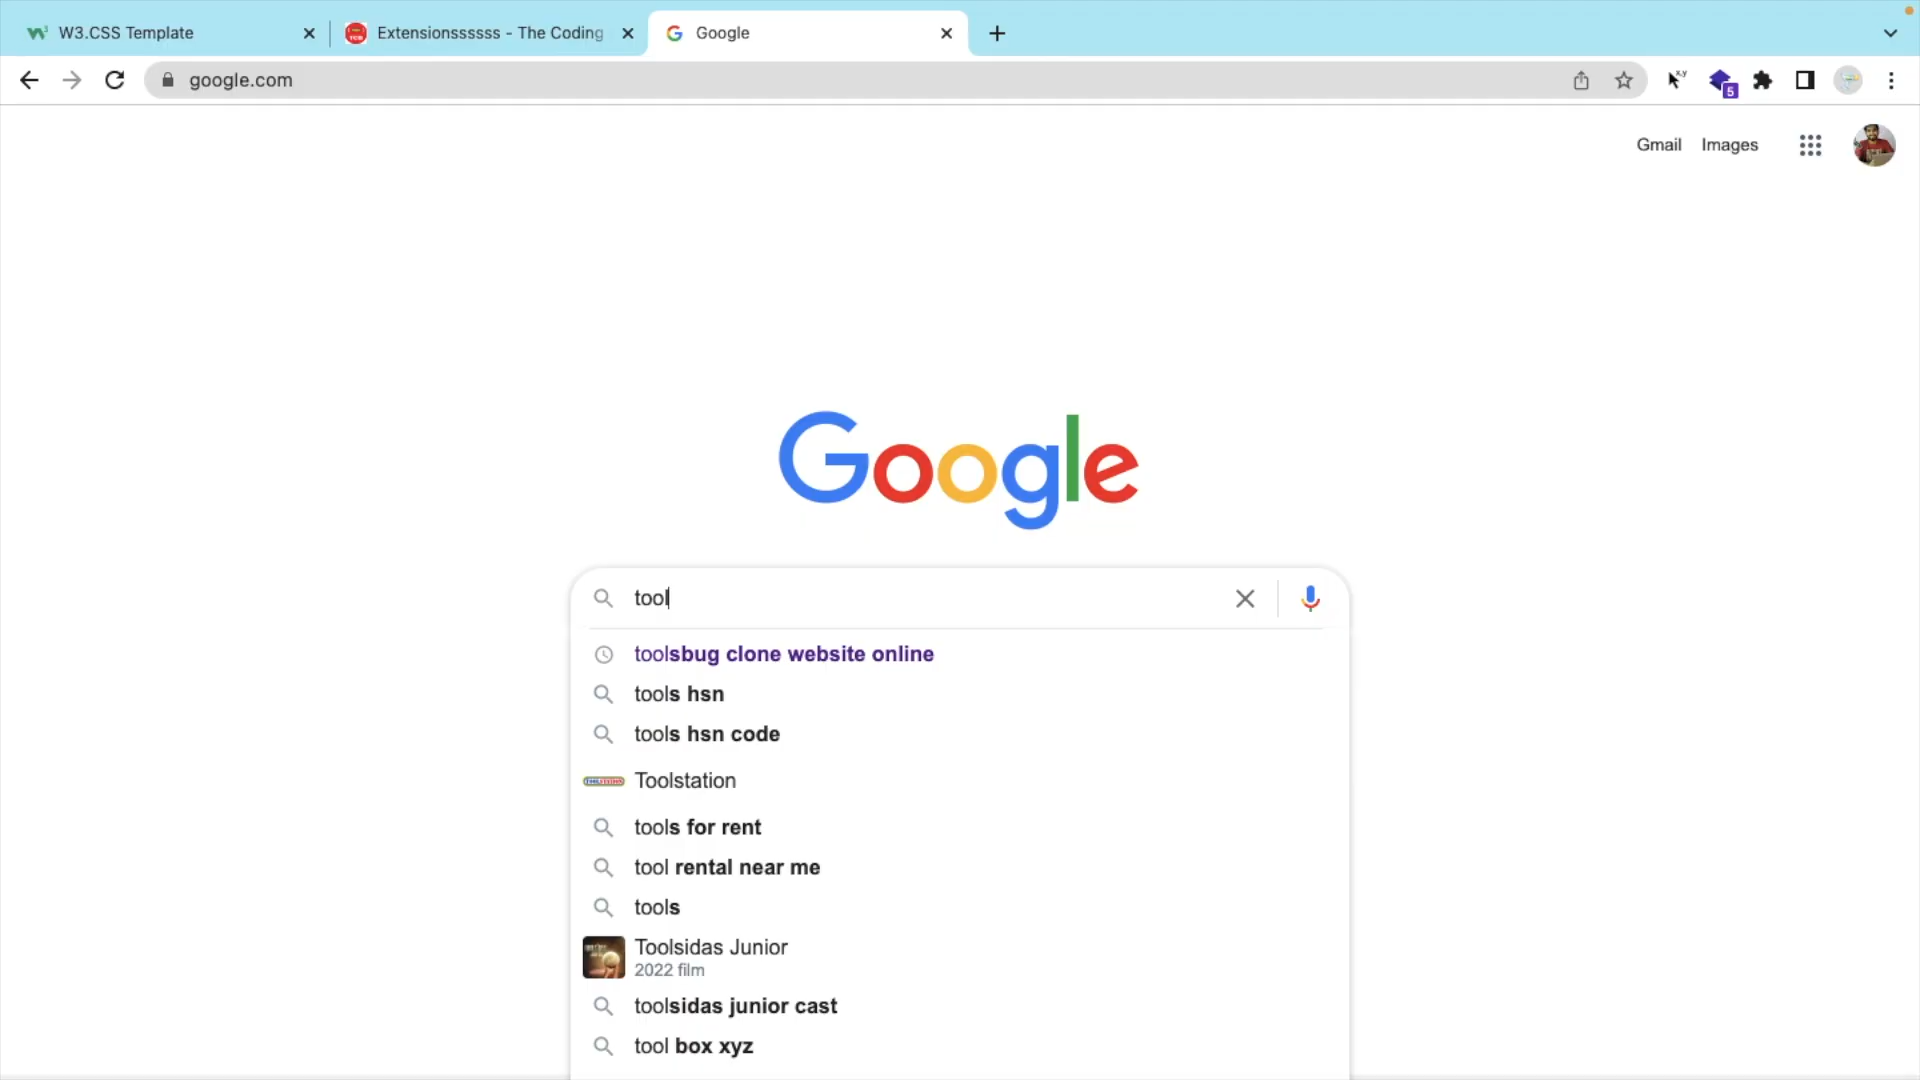 W3.CSS Template
Extensionssssss - The Coding
Google
google.com
5
Gmail
Images
Google
tool
toolsbug clone website online
tools hsn
tools hsn code
Toolstation
tools for rent
tool rental near me
tools
Toolsidas Junior
2022 film
toolsidas junior cast
tool box xyz